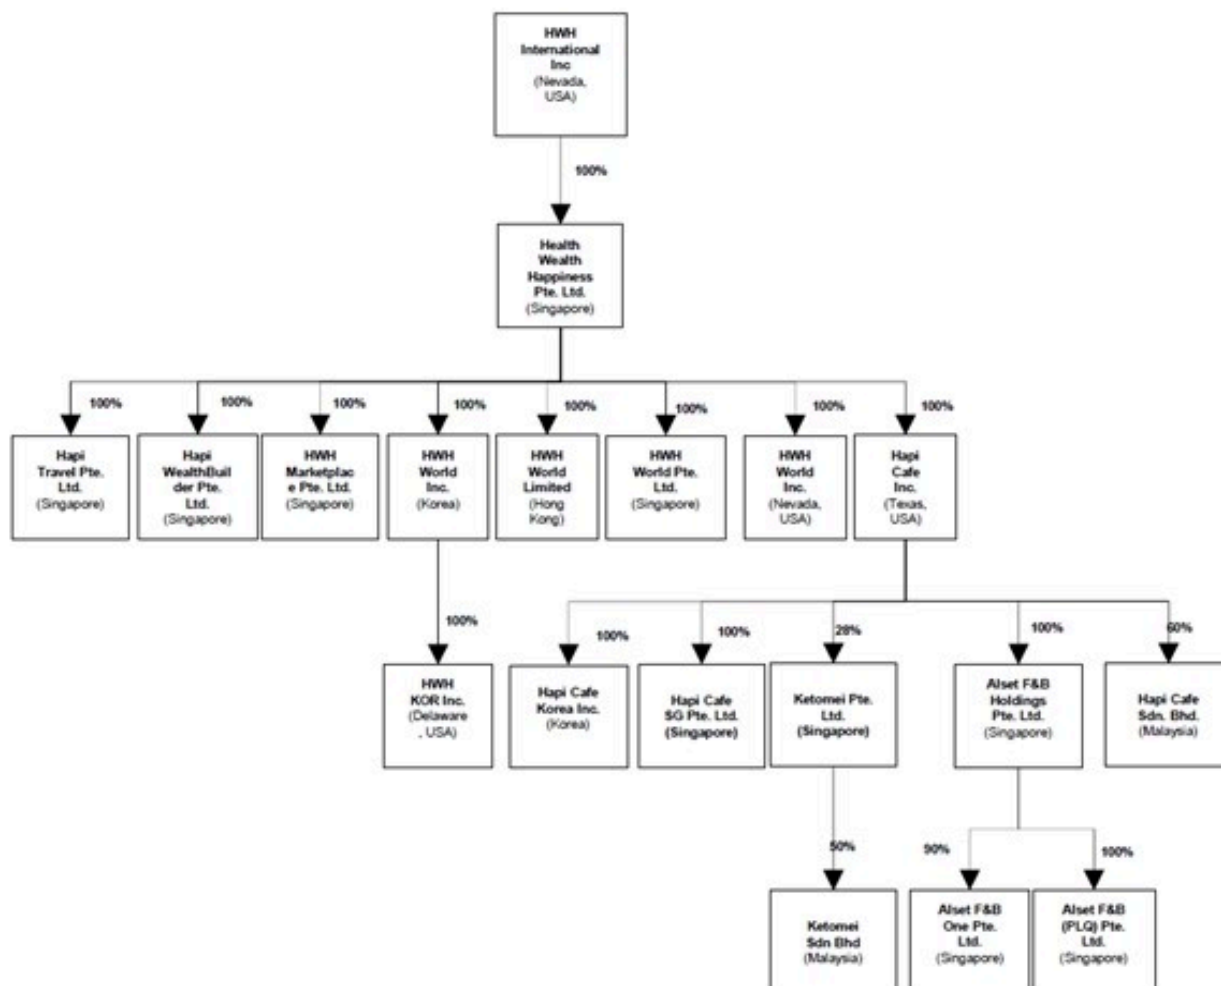 HWH
International
Inc
(Nevada,
USA)
100%
Health
Wealth
Happiness
Pte. Ltd.
(Singapore)
100%
100%
100%
100%
100%
100%
100%
100%
Hapi
Travel Pte.
Ltd.
(Singapore)
Hapi
WealthBuil
der Pte.
Ltd.
(Singapore)
HWH
Marketplac
e Pte. Ltd.
(Singapore)
HWH
World
Inc.
(Korea)
HWH
World
Limited
(Hong
Kong)
HWH
World Pte.
Ltd.
(Singapore)
HWH
World
Inc.
(Nevada,
USA)
Hapi
Cafe
Inc.
(Texas,
USA)
100%
100%
100%
28%
100%
60%
HWH
KOR Inc.
(Delaware
, USA)
Hapi Cafe
Korea Inc.
(Korea)
Hapi Cafe
SG Pte. Ltd.
(Singapore)
Ketomei Pte.
Ltd.
(Singapore)
Alset F&B
Holdings
Pte. Ltd.
(Singapore)
Hapi Cafe
Sdn. Bhd.
(Malaysia)
50%
90%
100%
Ketomei
Sdn Bhd
(Malaysia)
Alset F&B
One Pte.
Ltd.
(Singapore)
Alset F&B
(PLQ) Pte.
Ltd.
(Singapore)